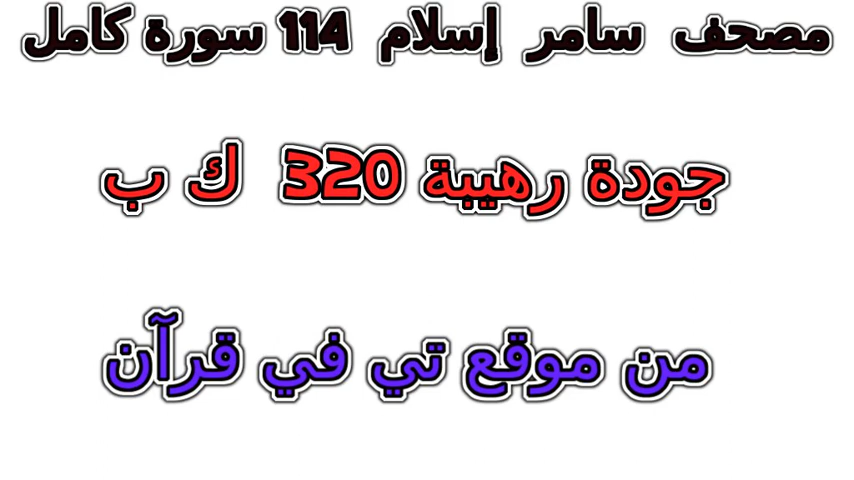 مصحف سامر إسلام 114 سورة كامل
جودة رهيبة 320 ك ب
من موقع تي في قرآن